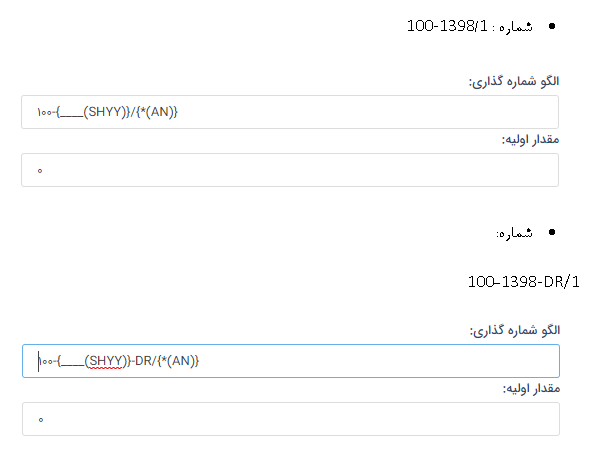 • شماره : 100-1398/1
الگو شماره گذاری:
۱۰۰-{____(SHYY)}/{*(AN)}
مقدار اولیه:
۰
• شماره:
100-1398-DR/1
الگو شماره گذاری:
۱۰۰-{____(SHYY)}-DR/{*(AN)}
مقدار اولیه:
۰